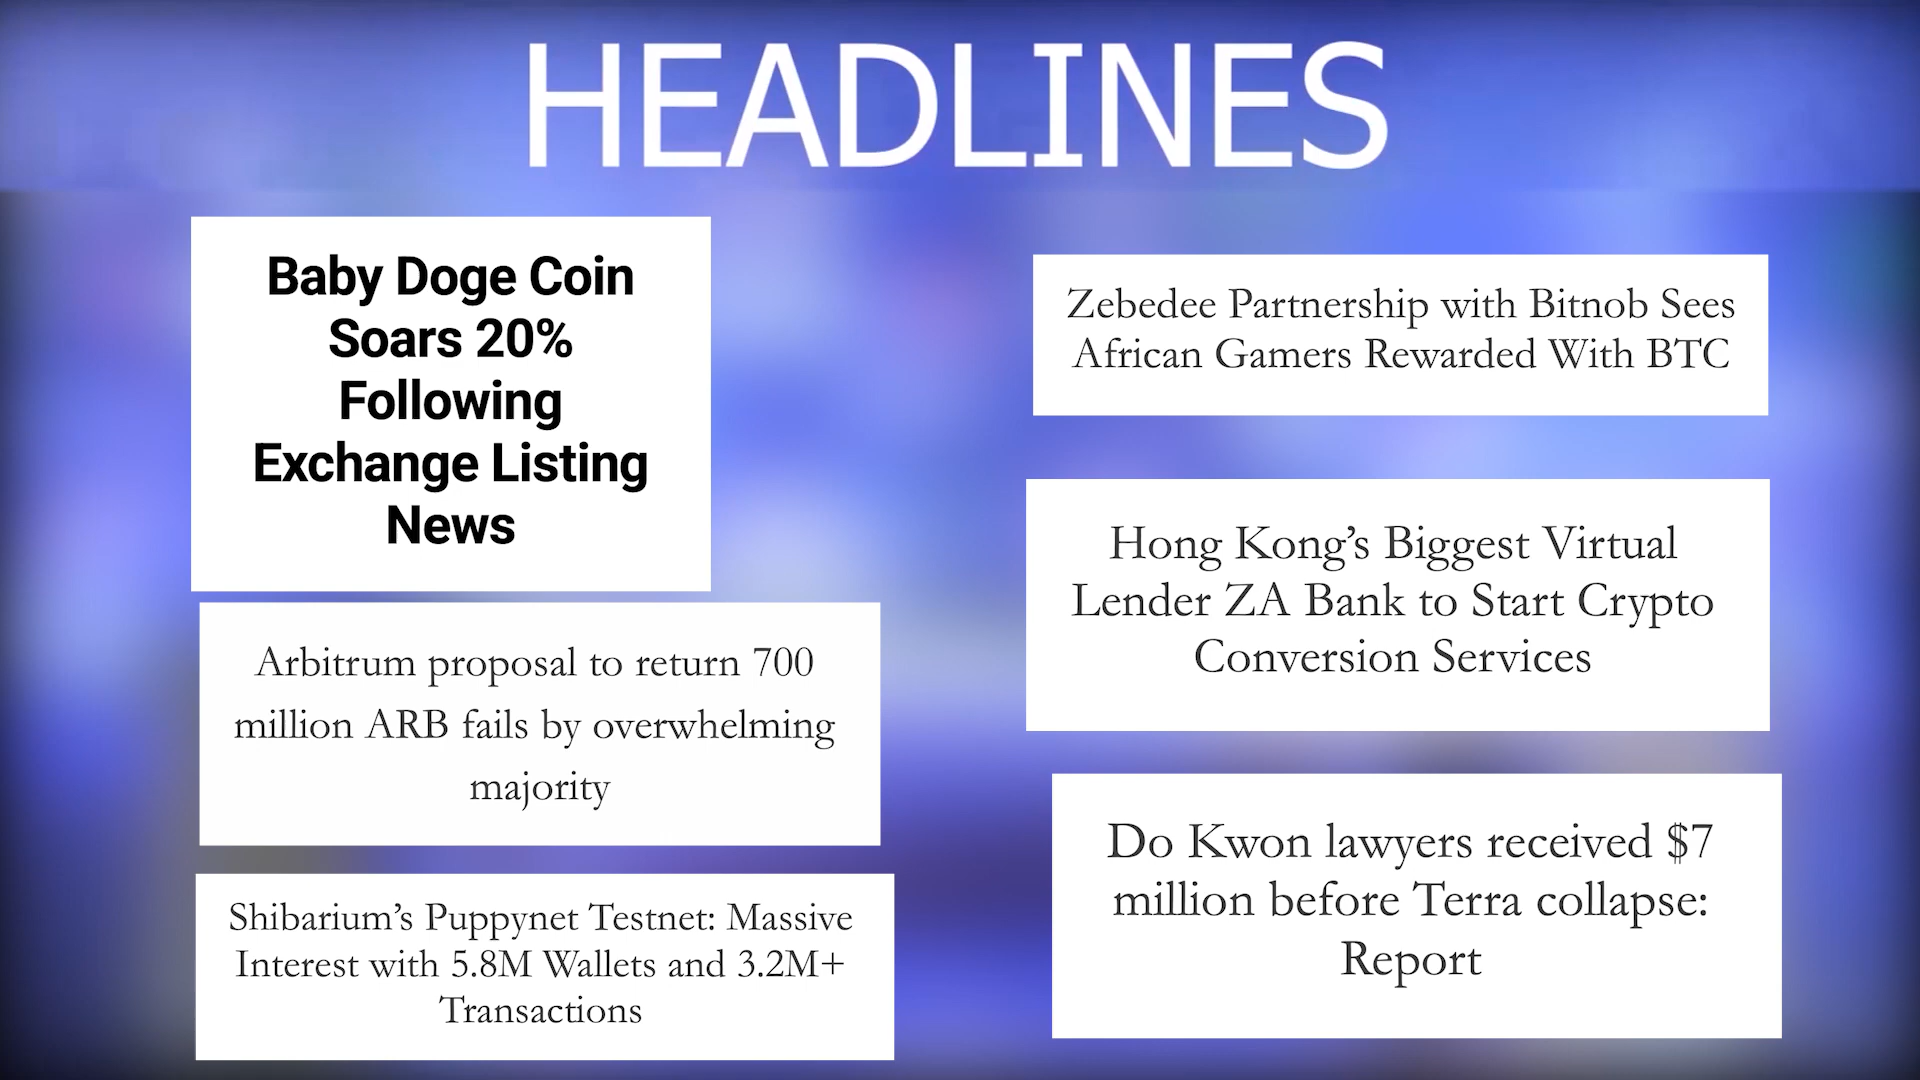 HEADLINES
Baby Doge Coin
Soars 20%
Following
Exchange Listing
News
Arbitrum proposal to return 700
million ARB fails by overwhelming
majority
Shibarium’s Puppynet Testnet: Massive
Interest with 5.8M Wallets and 3.2M+
Transactions
Zebedee Partnership with Bitnob Sees
African Gamers Rewarded With BTC
Hong Kong’s Biggest Virtual
Lender ZA Bank to Start Crypto
Conversion Services
Do Kwon lawyers received $7
million before Terra collapse:
Report